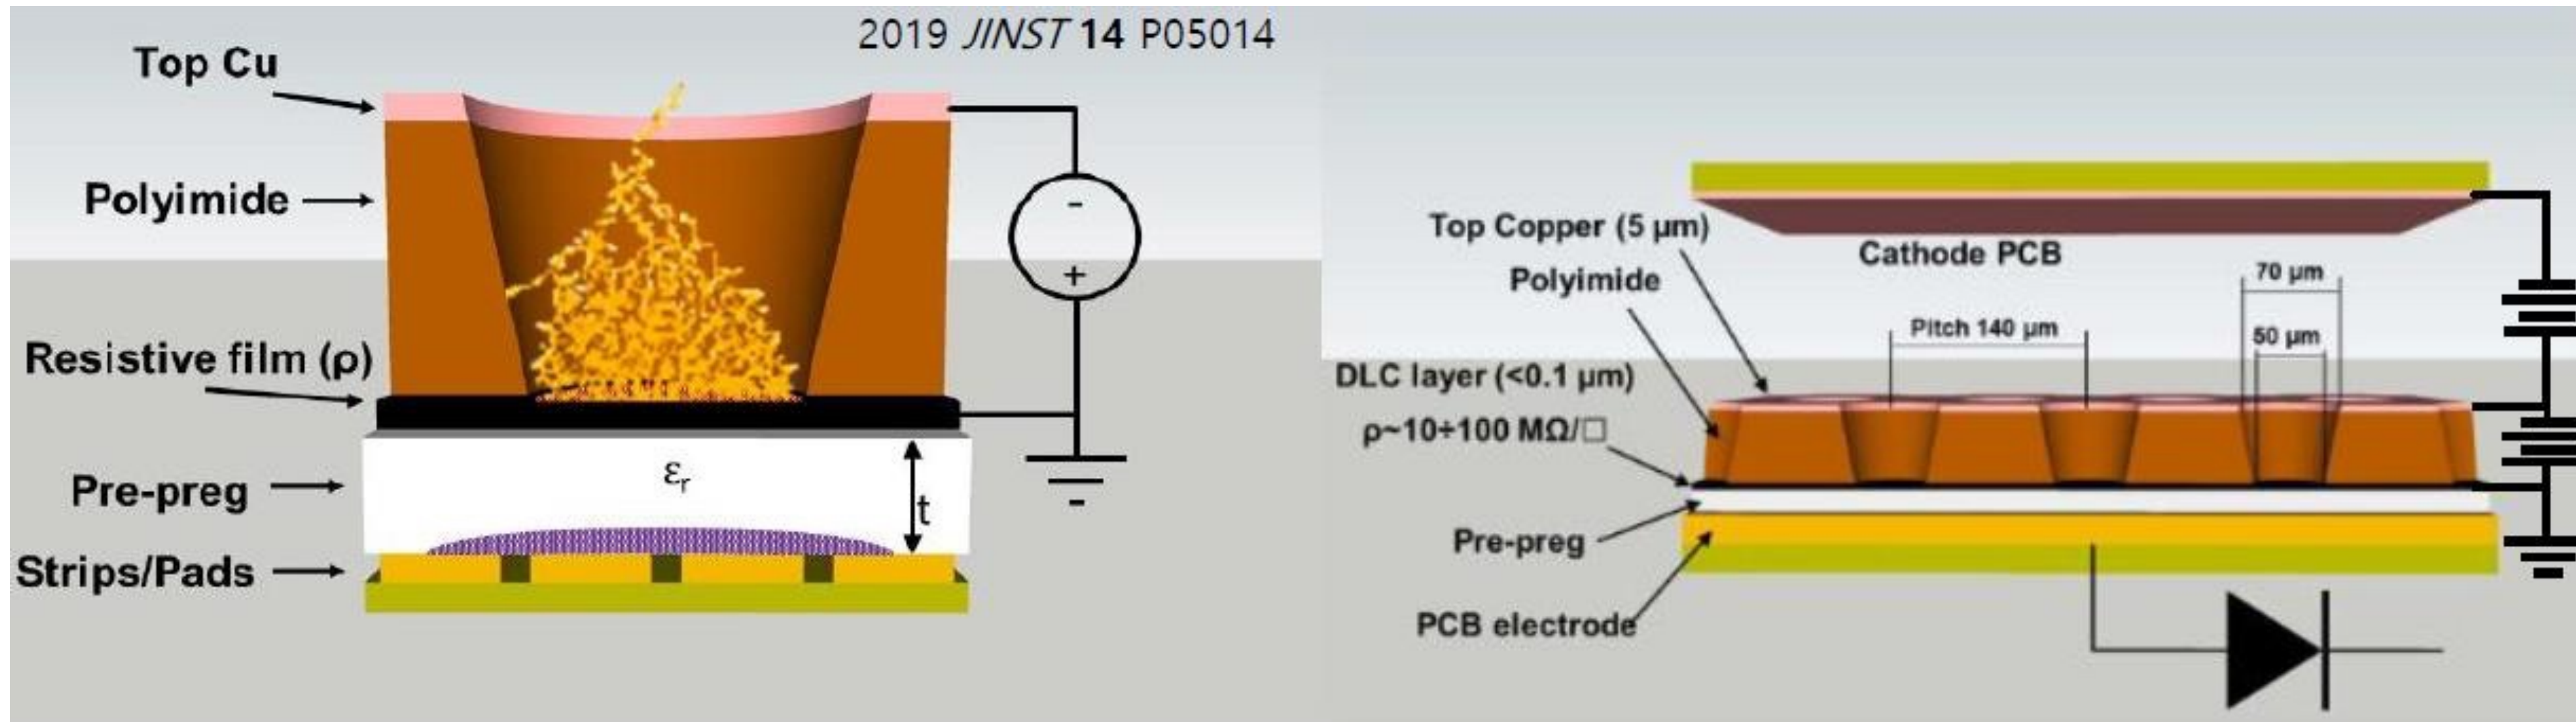 2019 JINST 14 P05014
Top Cu
Polyimide
-
+
Resistive film (ρ)
Pre-preg
εr
t
Strips/Pads
Top Copper (5 µm)
Polyimide
Cathode PCB
70 µm
Pitch 140 µm
50 µm
DLC layer (<0.1 µm)
ρ~10÷100 MΩ/□
Pre-preg
PCB electrode